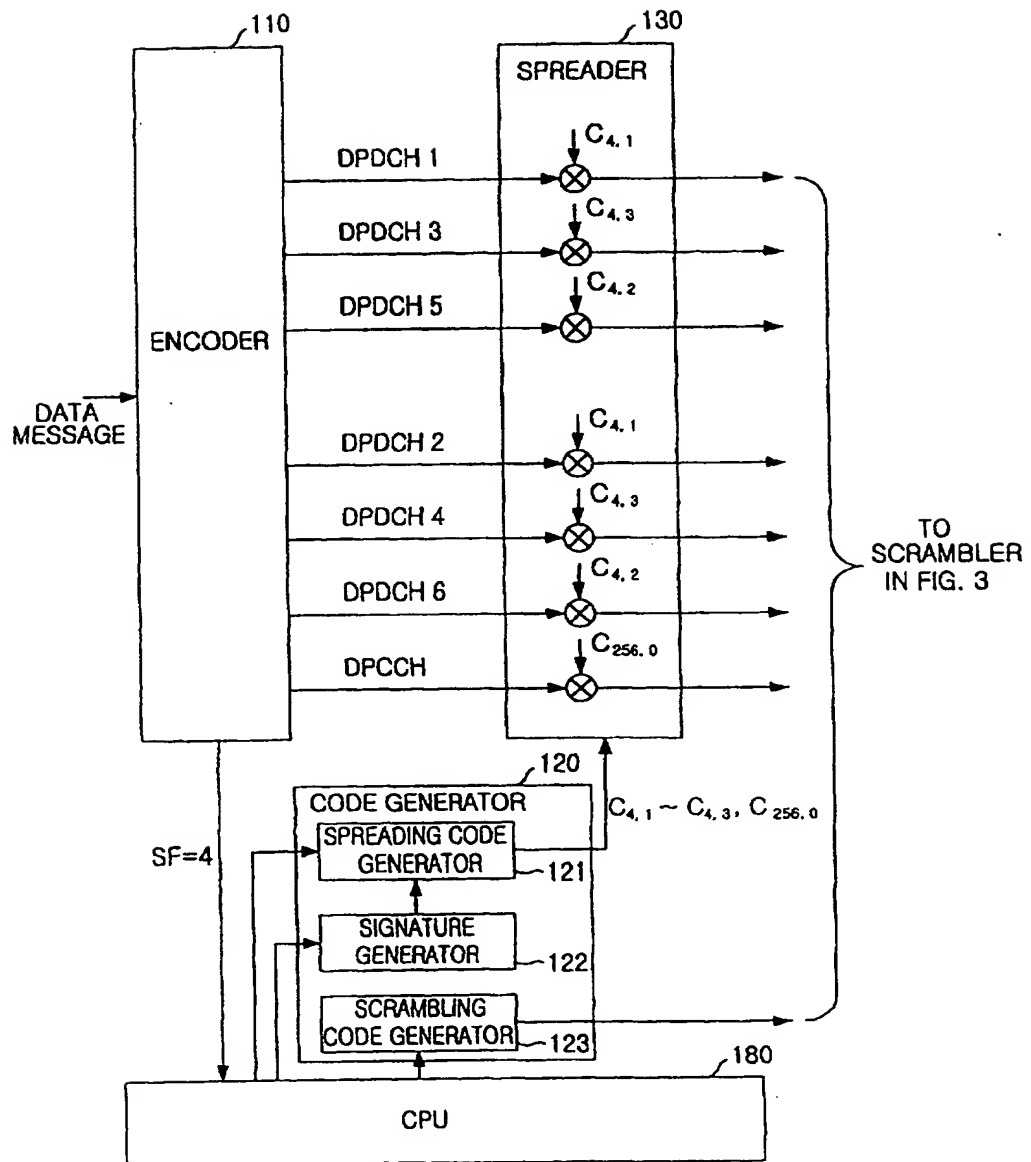 110
130
SPREADER
C4.1
DPDCH 1
C4.3
DPDCH 3
C4.2
DPDCH 5
ENCODER
DATA
MESSAGE
C4.1
DPDCH 2
C4.3
DPDCH 4
C4.2
DPDCH 6
C256.0
DPCCH
TO
SCRAMBLER
IN FIG. 3
120
CODE GENERATOR
C4.1 ~ C4.3, C256.0
SPREADING CODE
GENERATOR
121
SF=4
SIGNATURE
GENERATOR
122
SCRAMBLING
CODE GENERATOR
123
180
CPU